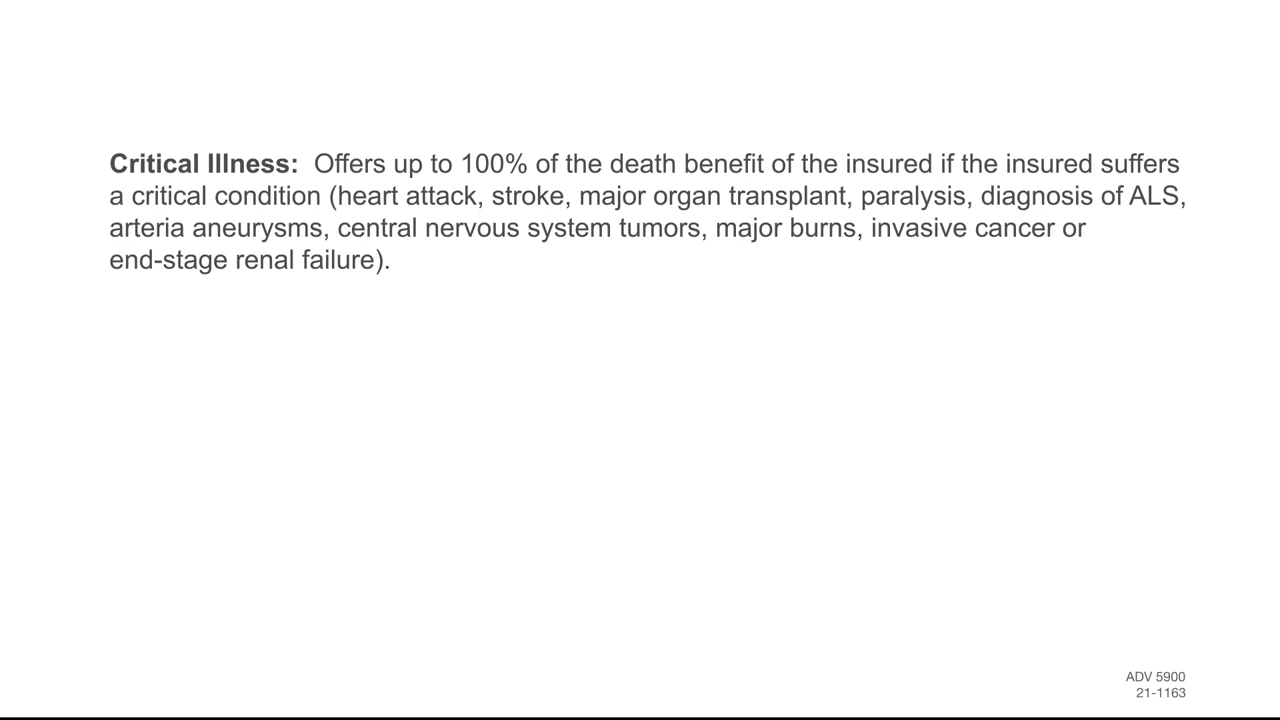 Critical Illness:  Offers up to 100% of the death benefit of the insured if the insured suffers
a critical condition (heart attack, stroke, major organ transplant, paralysis, diagnosis of ALS,
arteria aneurysms, central nervous system tumors, major burns, invasive cancer or
end-stage renal failure).
ADV 5900
21-1163